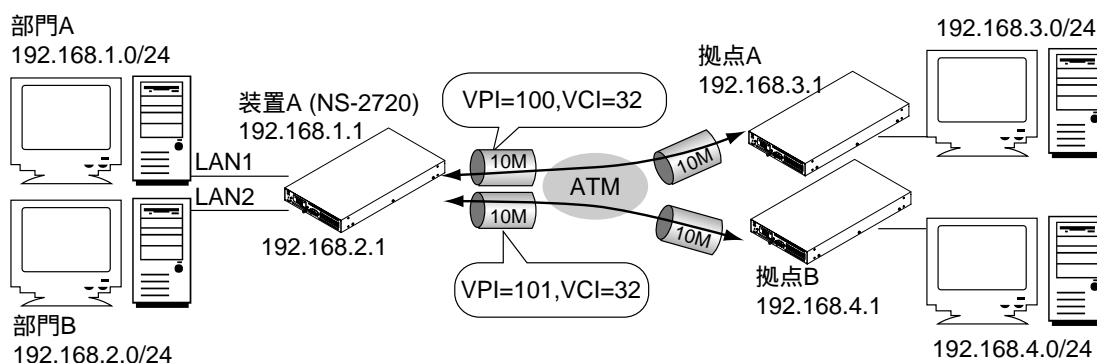 部門A
192.168.1.0/24
装置A (NS-2720)
192.168.1.1
LAN1
LAN2
192.168.2.1
部門B
192.168.2.0/24
VPI=100,VCI=32
10M
10M
ATM
10M
10M
VPI=101,VCI=32
拠点A
192.168.3.1
192.168.3.0/24
拠点B
192.168.4.1
192.168.4.0/24